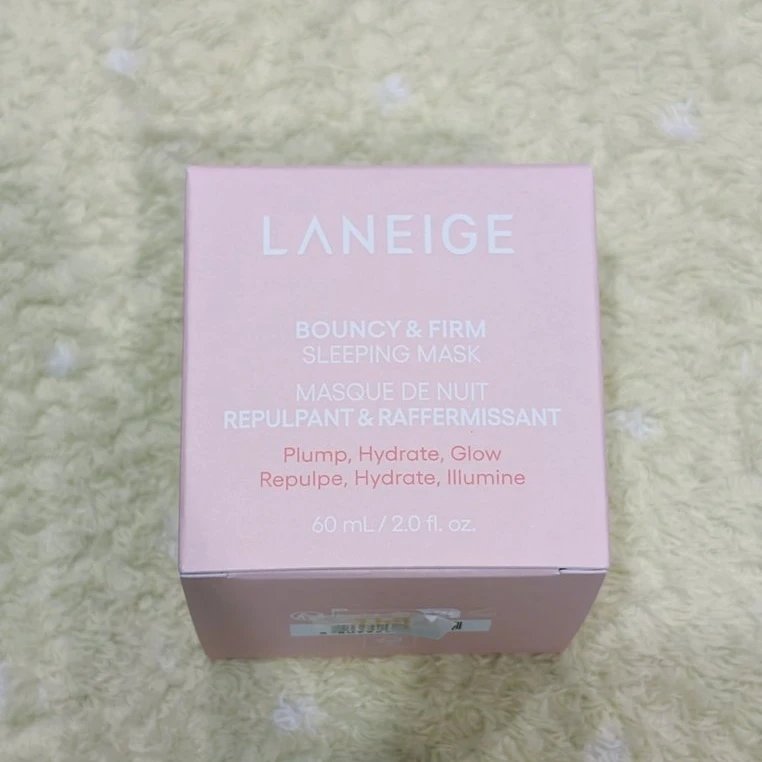 LANEIGE
BOUNCY & FIRM
SLEEPING MASK
MASQUE DE NUIT
REPULPANT & RAFFERMISSANT
Plump, Hydrate, Glow
Repulpe, Hydrate, Illumine
60 mL / 2.0 fl. oz.